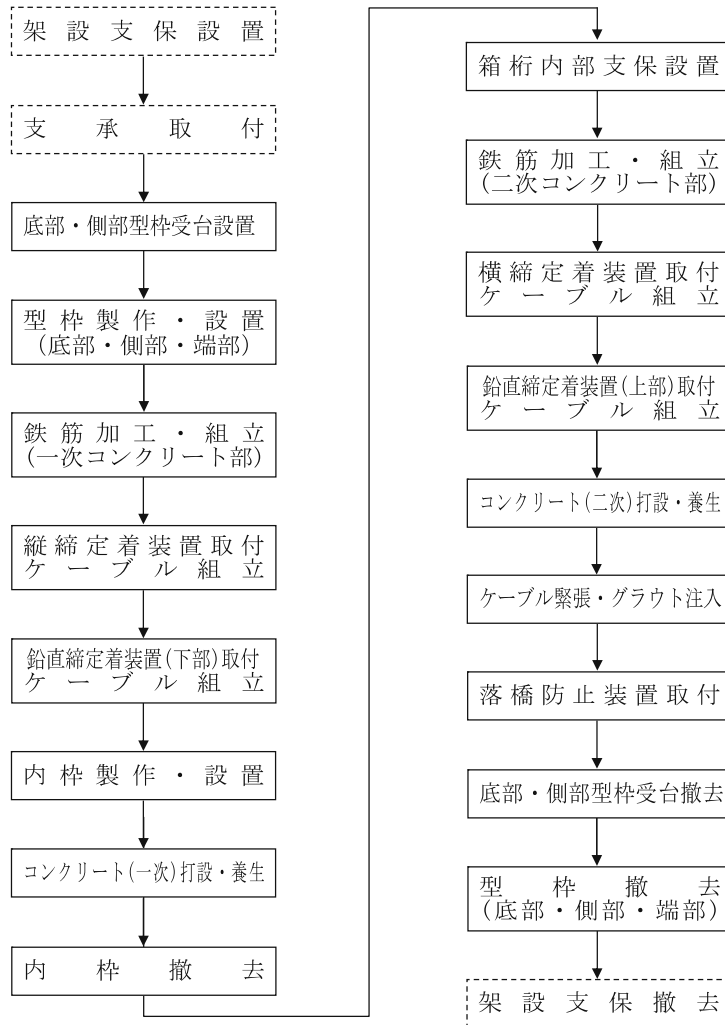 架設支保設置
支承取付
底部・側部型枠受台設置
型枠製作・設置
(底部・側部・端部)
鉄筋加工・組立
(一次コンクリート部)
縦締定着装置取付
ケーブル組立
鉛直締定着装置(下部)取付
ケーブル組立
内枠製作・設置
コンクリート(一次)打設・養生
内枠撤去
箱桁内部支保設置
鉄筋加工・組立
(二次コンクリート部)
横締定着装置取付
ケーブル組立
鉛直締定着装置(上部)取付
ケーブル組立
コンクリート(二次)打設・養生
ケーブル緊張・グラウト注入
落橋防止装置取付
底部・側部型枠受台撤去
型枠撤去
(底部・側部・端部)
架設支保撤去